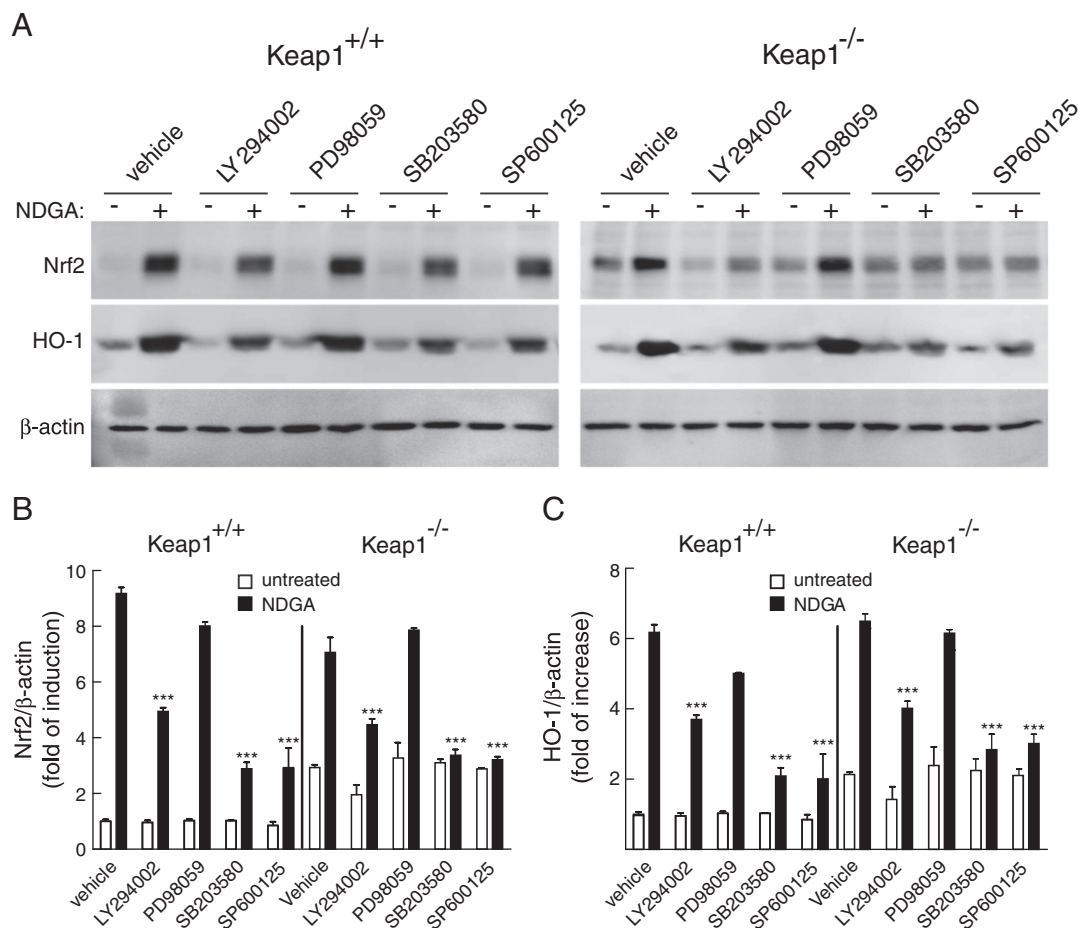 A
Keap1+/+ Keap1-/-
vehicle LY294002 PD98059 SB203580 SP600125 vehicle LY294002 PD98059 SB203580 SP600125
NDGA: - + - + - + - + - + - + - + - + - + - +
Nrf2
HO-1
β-actin
B
Keap1+/+ Keap1-/-
untreated
NDGA
Nrf2/β-actin
(fold of induction)
10
8
6
4
2
0
*** *** *** *** *** ***
vehicle LY294002 PD98059 SB203580 SP600125 Vehicle LY294002 PD98059 SB203580 SP600125
C
Keap1+/+ Keap1-/-
untreated
NDGA
HO-1/β-actin
(fold of increase)
8
6
4
2
*** *** *** *** *** ***
vehicle LY294002 PD98059 SB203580 SP600125 Vehicle LY294002 PD98059 SB203580 SP600125